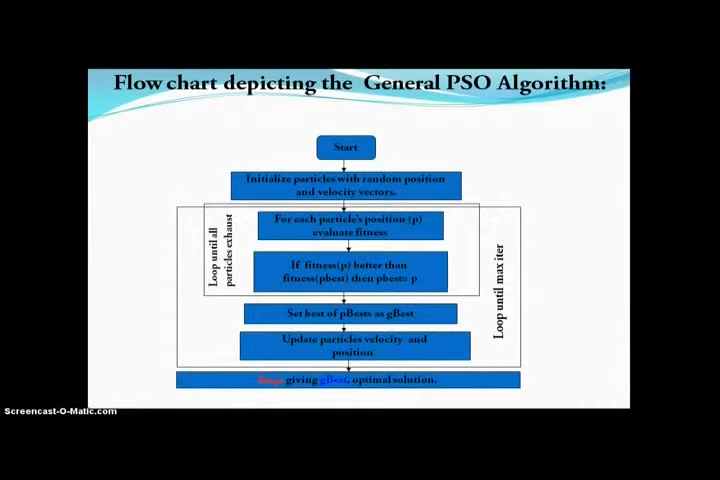 Flow chart depicting the General PSO Algorithm:
Start
Initialize particles with random position
and velocity vectors.
For each particle's position (p)
evaluate fitness
Loop until all
particles exhaust
If fitness(p) better than
fitness(pbest) then pbest= p
Loop until max iter
Set best of pBests as gBest
Update particles velocity and
position
giving gBest, optimal solution.
Screencast-O-Matic.com